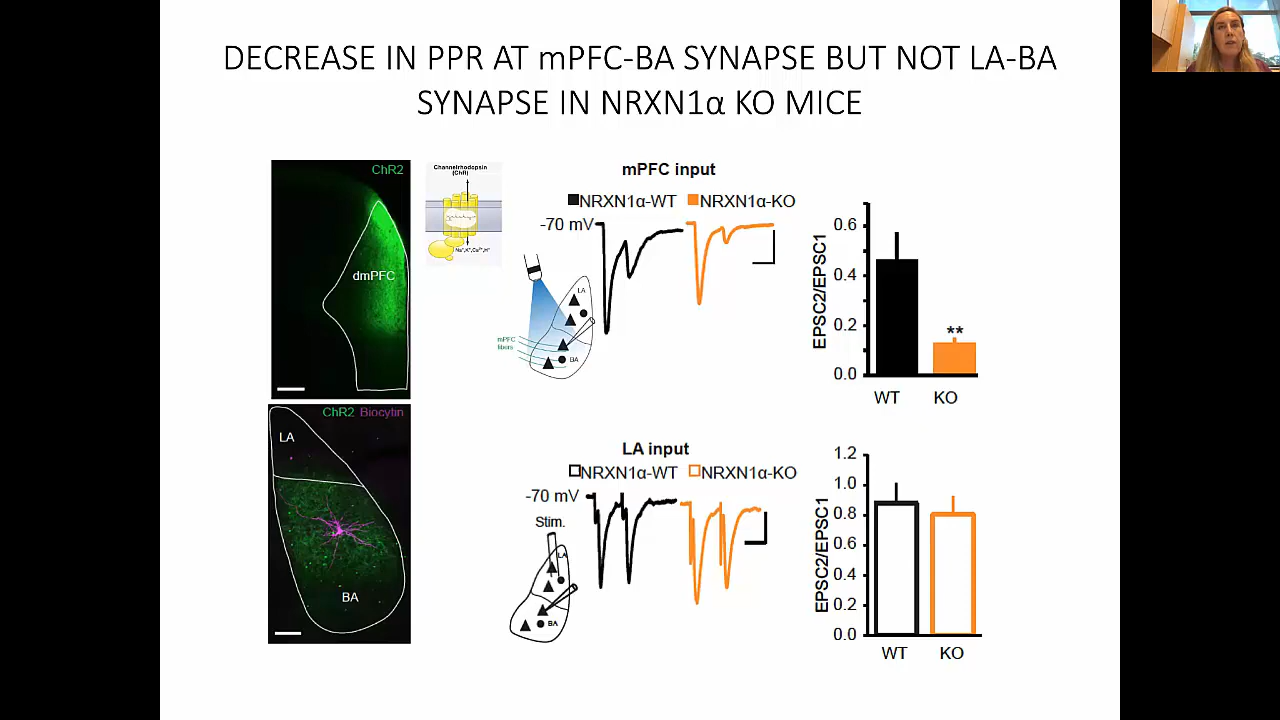 DECREASE IN PPR AT mPFC-BA SYNAPSE BUT NOT LA-BA
SYNAPSE IN NRXN1α KO MICE
ChR2
dmPFC
Channelrhodopsin
(ChR)
Na⁺,K⁺,Ca²⁺,H⁺
mPFC input
NRXN1α-WT NRXN1α-KO
-70 mV
LA
mPFC
fibers
BA
EPSC2/EPSC1
0.6
0.4
0.2
0.0
**
WT KO
ChR2 Biocytin
LA
BA
LA input
NRXN1α-WT NRXN1α-KO
-70 mV
Stim.
LA
BA
EPSC2/EPSC1
1.2
1.0
0.8
0.6
0.4
0.2
0.0
WT KO